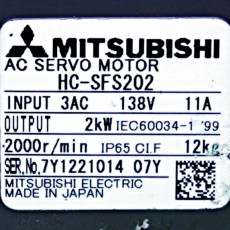 MITSUBISHI
AC SERVO MOTOR
HC-SFS202
INPUT 3AC 138V 11A
OUTPUT 2kW IEC60034-1 '99
2000r/min IP65 CI.F 12kg
SER.No.7Y1221014 07Y
MITSUBISHI ELECTRIC
MADE IN JAPAN